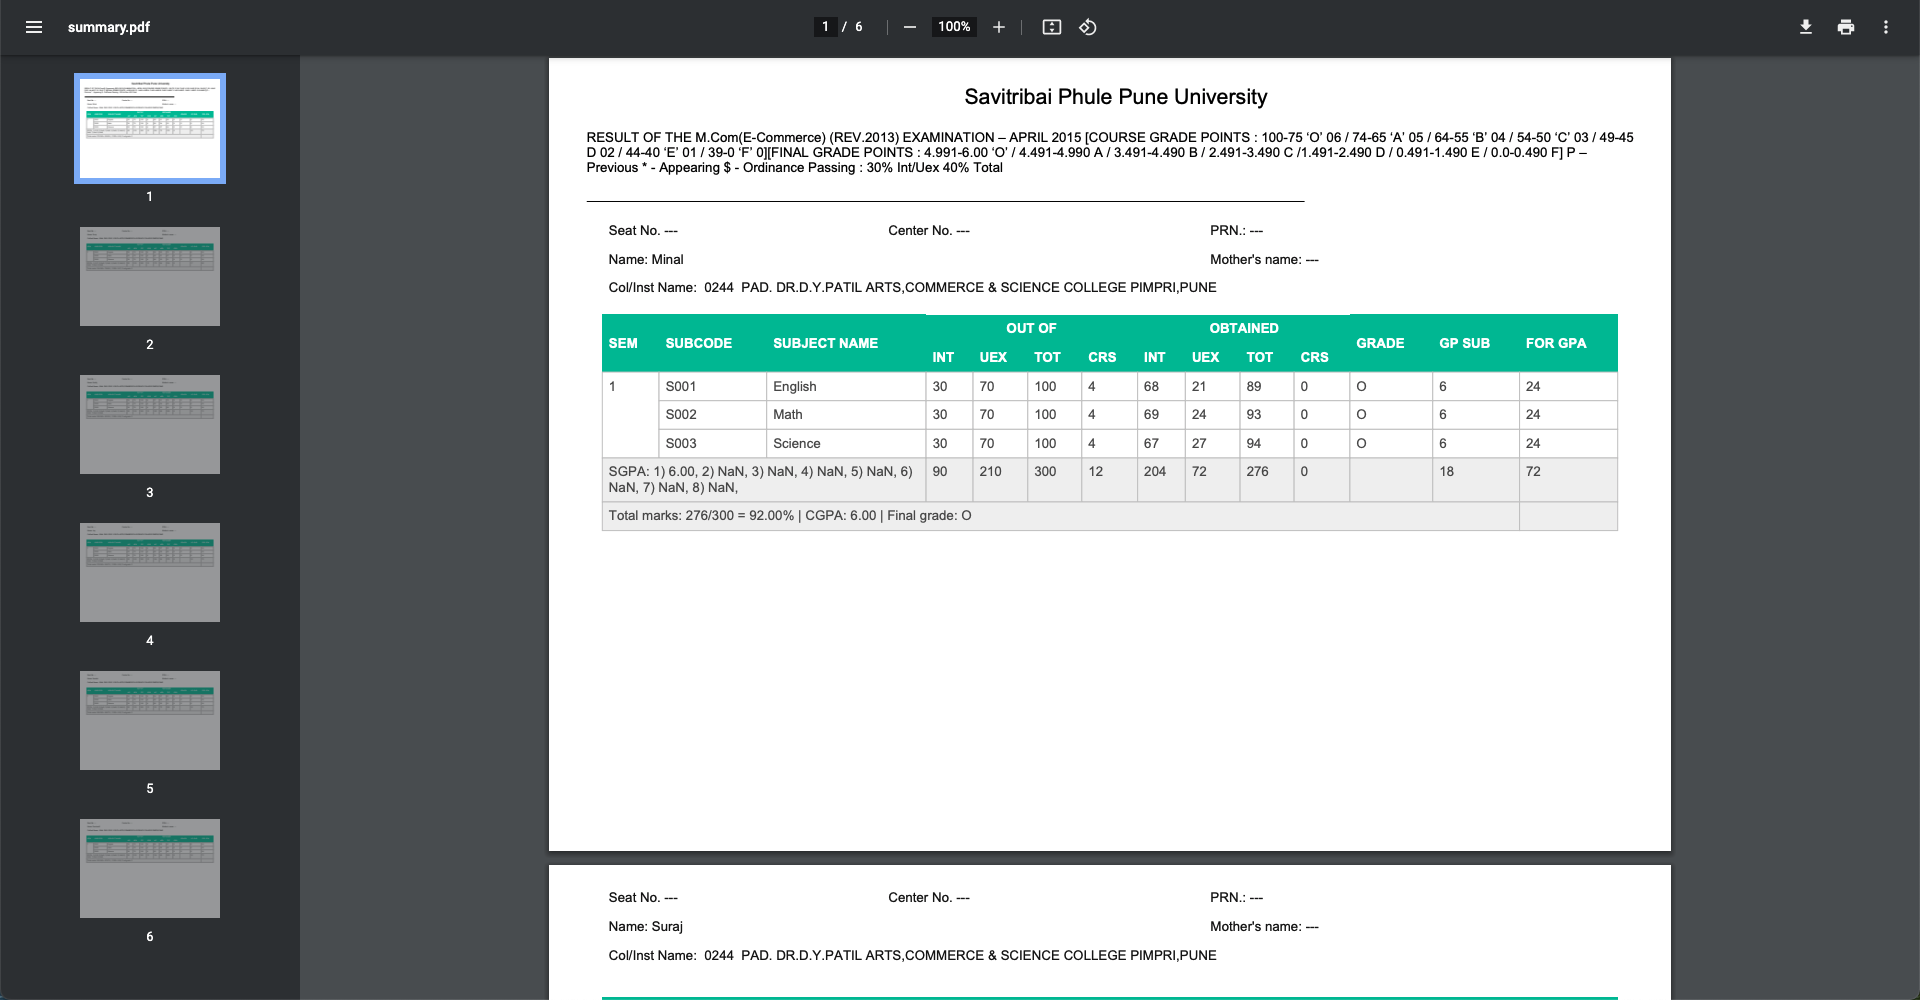 summary.pdf
1 / 6
100%
1
2
3
4
5
6
Savitribai Phule Pune University
RESULT OF THE M.Com(E-Commerce) (REV.2013) EXAMINATION – APRIL 2015 [COURSE GRADE POINTS : 100-75 ‘O’ 06 / 74-65 ‘A’ 05 / 64-55 ‘B’ 04 / 54-50 ‘C’ 03 / 49-45
D 02 / 44-40 ‘E’ 01 / 39-0 ‘F’ 0][FINAL GRADE POINTS : 4.991-6.00 ‘O’ / 4.491-4.990 A / 3.491-4.490 B / 2.491-3.490 C /1.491-2.490 D / 0.491-1.490 E / 0.0-0.490 F] P –
Previous * - Appearing $ - Ordinance Passing : 30% Int/Uex 40% Total
Seat No. --- Center No. --- PRN.: ---
Name: Minal Mother's name: ---
Col/Inst Name: 0244 PAD. DR.D.Y.PATIL ARTS,COMMERCE & SCIENCE COLLEGE PIMPRI,PUNE
OUT OF OBTAINED
SEM SUBCODE SUBJECT NAME GRADE GP SUB FOR GPA
INT UEX TOT CRS INT UEX TOT CRS
1 S001 English 30 70 100 4 68 21 89 0 O 6 24
S002 Math 30 70 100 4 69 24 93 0 O 6 24
S003 Science 30 70 100 4 67 27 94 0 O 6 24
SGPA: 1) 6.00, 2) NaN, 3) NaN, 4) NaN, 5) NaN, 6) 90 210 300 12 204 72 276 0 18 72
NaN, 7) NaN, 8) NaN,
Total marks: 276/300 = 92.00% | CGPA: 6.00 | Final grade: O
Seat No. --- Center No. --- PRN.: ---
Name: Suraj Mother's name: ---
Col/Inst Name: 0244 PAD. DR.D.Y.PATIL ARTS,COMMERCE & SCIENCE COLLEGE PIMPRI,PUNE